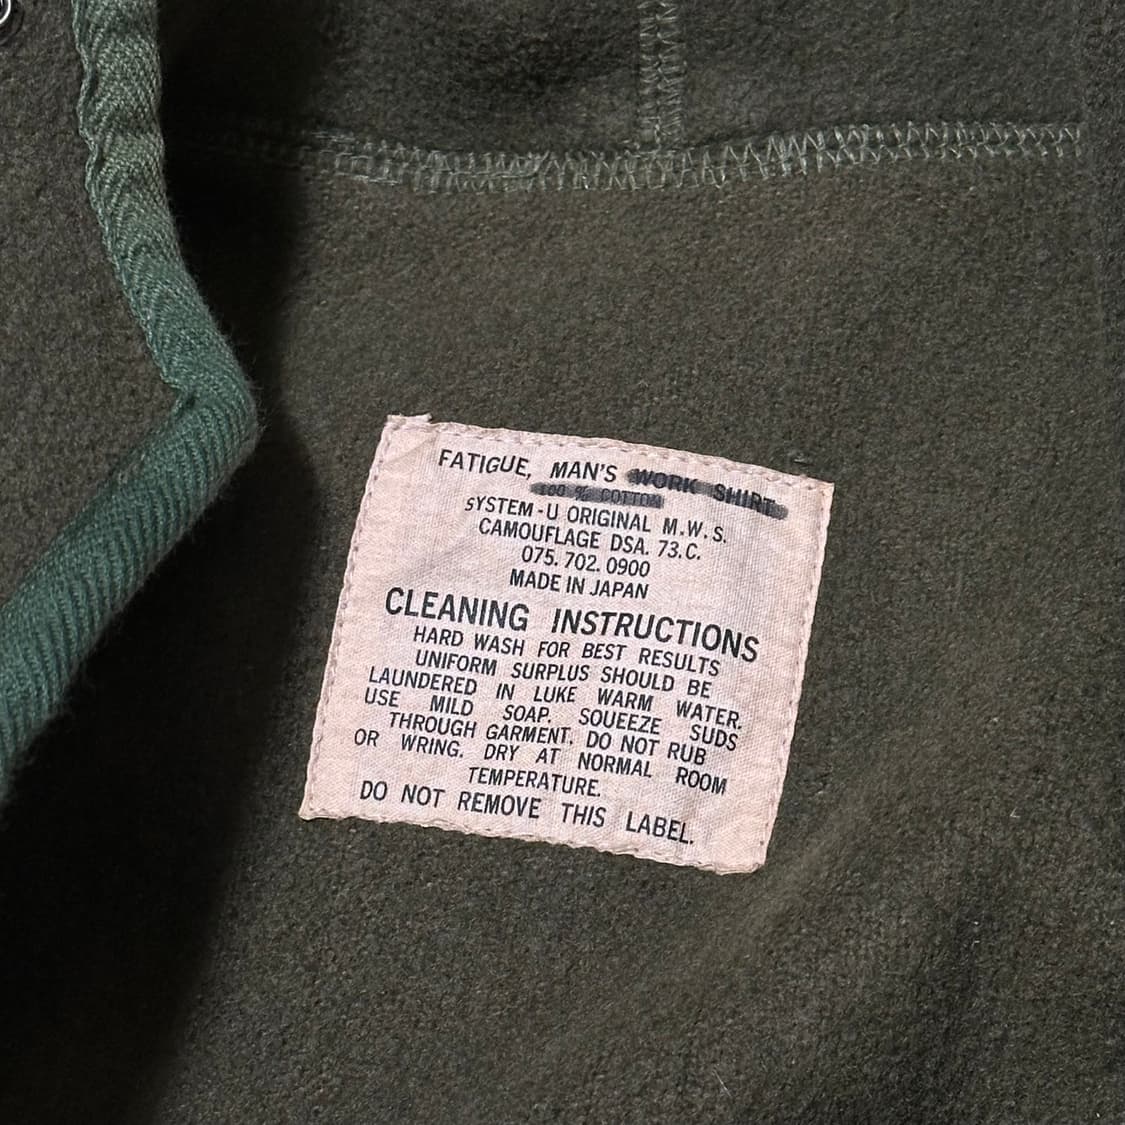 FATIGUE, MAN'S WORK SHIRT
100 % COTTON
SYSTEM-U ORIGINAL M.W.S.
CAMOUFLAGE DSA. 73.C.
075. 702. 0900
MADE IN JAPAN
CLEANING INSTRUCTIONS
HARD WASH FOR BEST RESULTS
UNIFORM SURPLUS SHOULD BE
LAUNDERED IN LUKE WARM WATER.
USE MILD SOAP. SQUEEZE SUDS
THROUGH GARMENT. DO NOT RUB
OR WRING. DRY AT NORMAL ROOM
TEMPERATURE.
DO NOT REMOVE THIS LABEL.